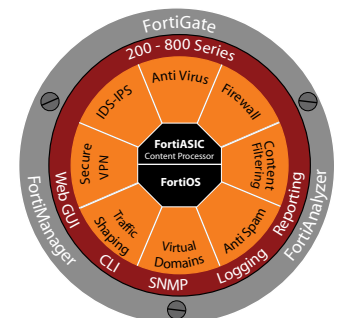 FortiGate
200 - 800 Series
Anti Virus
Firewall
Content
Filtering
Anti Spam
Virtual
Domains
Traffic
Shaping
Secure
VPN
IDS-IPS
FortiASIC
Content Processor
FortiOS
Web GUI
CLI
SNMP
Logging
Reporting
FortiManager
FortiAnalyzer